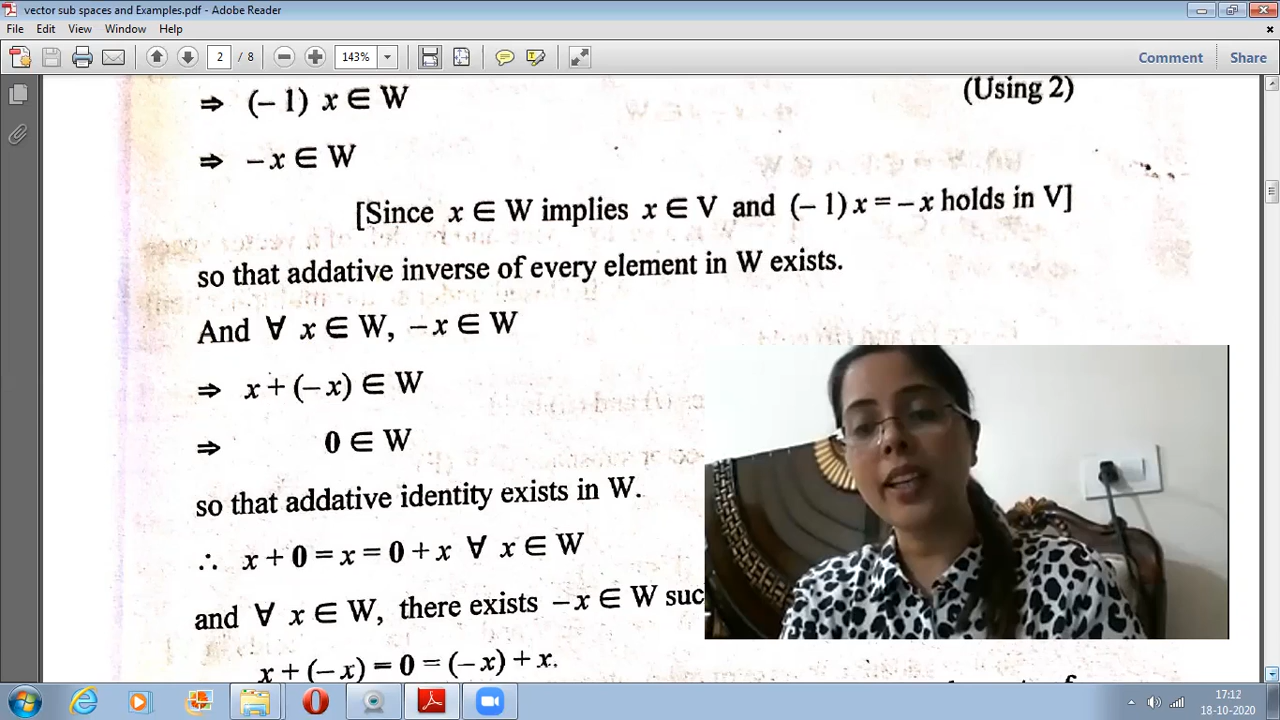 vector sub spaces and Examples.pdf - Adobe Reader
File Edit View Window Help
2 / 8 143% Comment Share
⇒ (– 1) x ∈ W (Using 2)
⇒ – x ∈ W
[Since x ∈ W implies x ∈ V and (– 1) x = – x holds in V]
so that addative inverse of every element in W exists.
And ∀ x ∈ W, – x ∈ W
⇒ x + (– x) ∈ W
⇒ 0 ∈ W
so that addative identity exists in W.
∴ x + 0 = x = 0 + x ∀ x ∈ W
and ∀ x ∈ W, there exists – x ∈ W suc
x + (– x) = 0 = (– x) + x.
17:12
18-10-2020